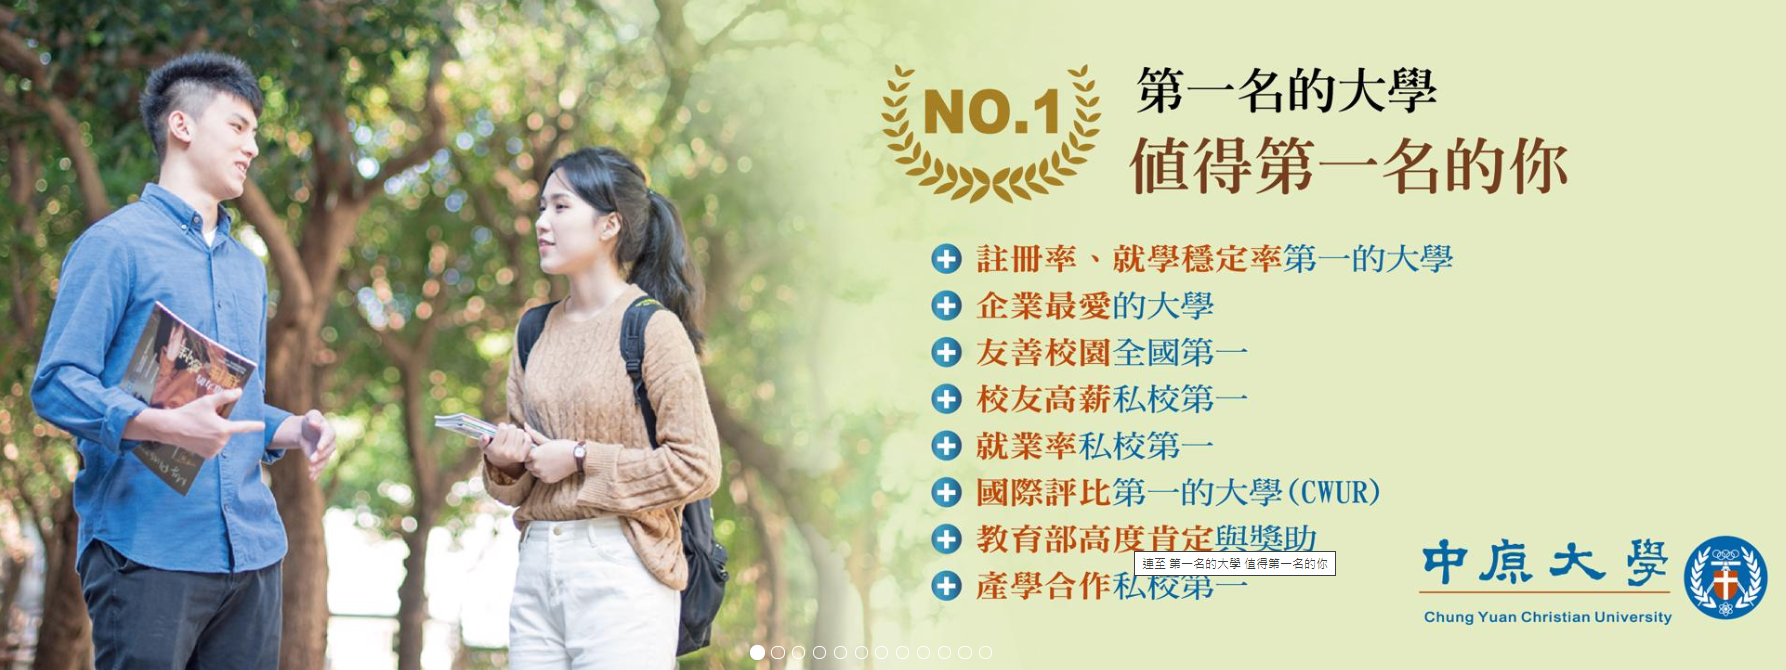 NO.1
第一名的大學
值得第一名的你
註冊率、就學穩定率第一的大學
企業最愛的大學
友善校園全國第一
校友高薪私校第一
就業率私校第一
國際評比第一的大學(CWUR)
教育部高度肯定與獎助
連至 第一名的大學 值得第一名的你
產學合作私校第一
中原大學
Chung Yuan Christian University